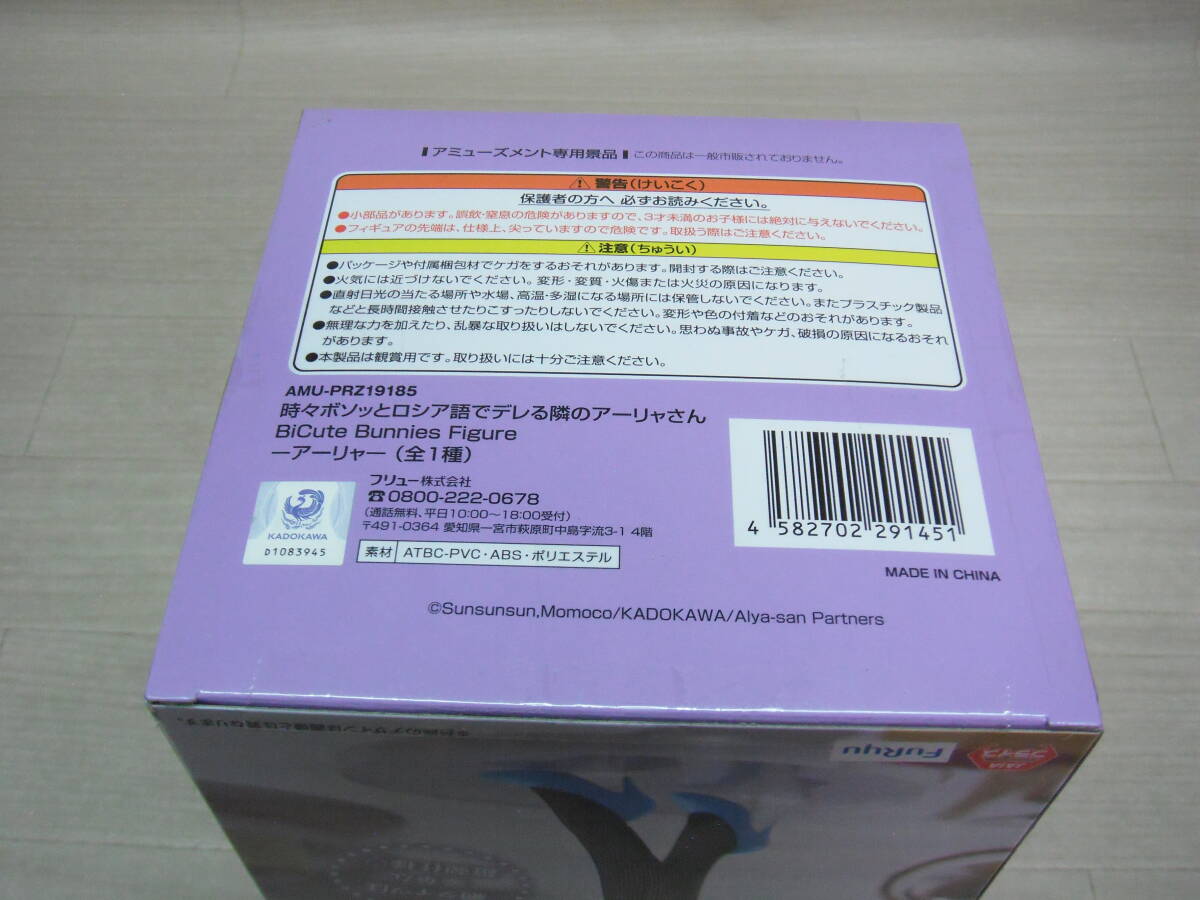 アミューズメント専用景品 この商品は一般市販されておりません。
警告(けいこく)
保護者の方へ 必ずお読みください。
●小部品があります。誤飲・窒息の危険がありますので、3才未満のお子様には絶対に与えないでください。
●フィギュアの先端は、仕様上、尖っていますので危険です。取扱う際はご注意ください。
注意(ちゅうい)
●パッケージや付属梱包材でケガをするおそれがあります。開封する際はご注意ください。
●火気には近づけないでください。変形・変質・火傷または火災の原因になります。
●直射日光の当たる場所や水場、高温・多湿になる場所には保管しないでください。またプラスチック製品
などと長時間接触させたりこすったりしないでください。変形や色の付着などのおそれがあります。
●無理な力を加えたり、乱暴な取り扱いはしないでください。思わぬ事故やケガ、破損の原因になるおそれ
があります。
●本製品は観賞用です。取り扱いには十分ご注意ください。
AMU-PRZ19185
時々ボソッとロシア語でデレる隣のアーリャさん
BiCute Bunnies Figure
ーアーリャー (全1種)
フリュー株式会社
☎0800-222-0678
(通話無料、平日10:00〜18:00受付)
〒491-0364 愛知県一宮市萩原町中島字流3-1 4階
素材 ATBC-PVC・ABS・ポリエステル
KADOKAWA
D1083945
4 582702 291451
MADE IN CHINA
©Sunsunsun,Momoco/KADOKAWA/Alya-san Partners
FuRyu
JAIA
プライズ